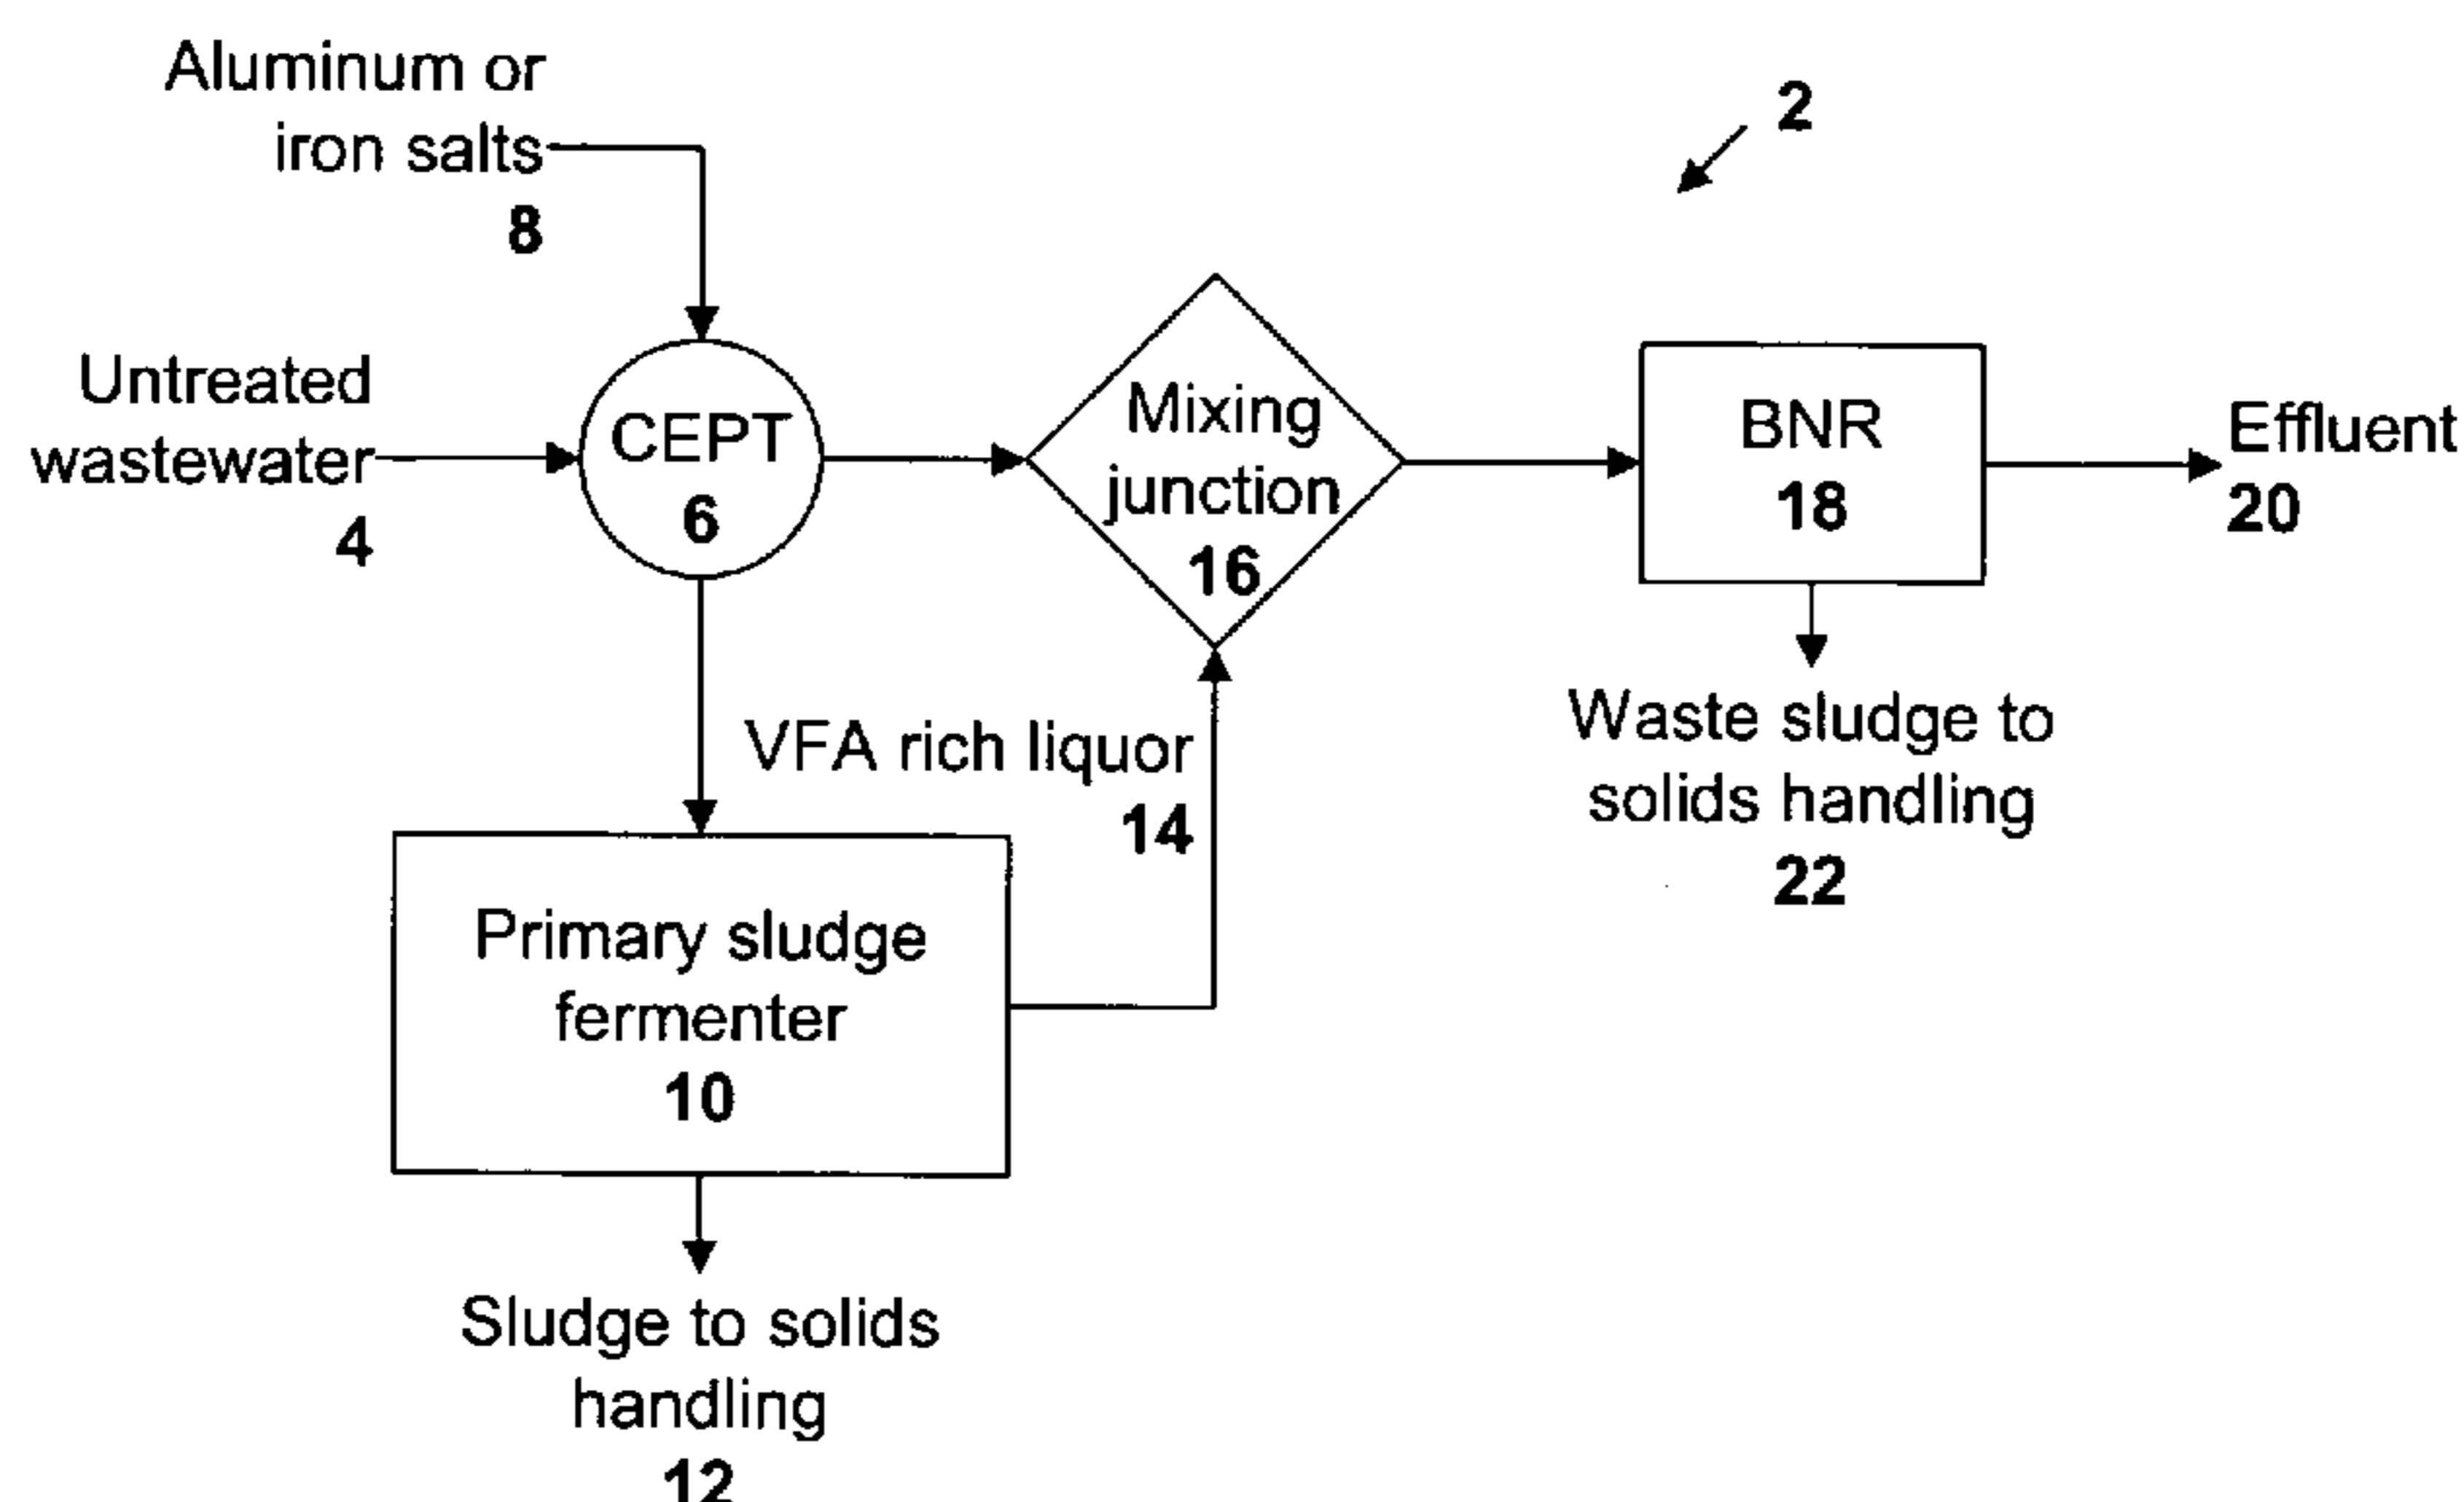 Aluminum or
iron salts
8
2
Untreated
wastewater
4
CEPT
6
Mixing
junction
16
BNR
18
Effluent
20
VFA rich liquor
14
Waste sludge to
solids handling
22
Primary sludge
fermenter
10
Sludge to solids
handling
12